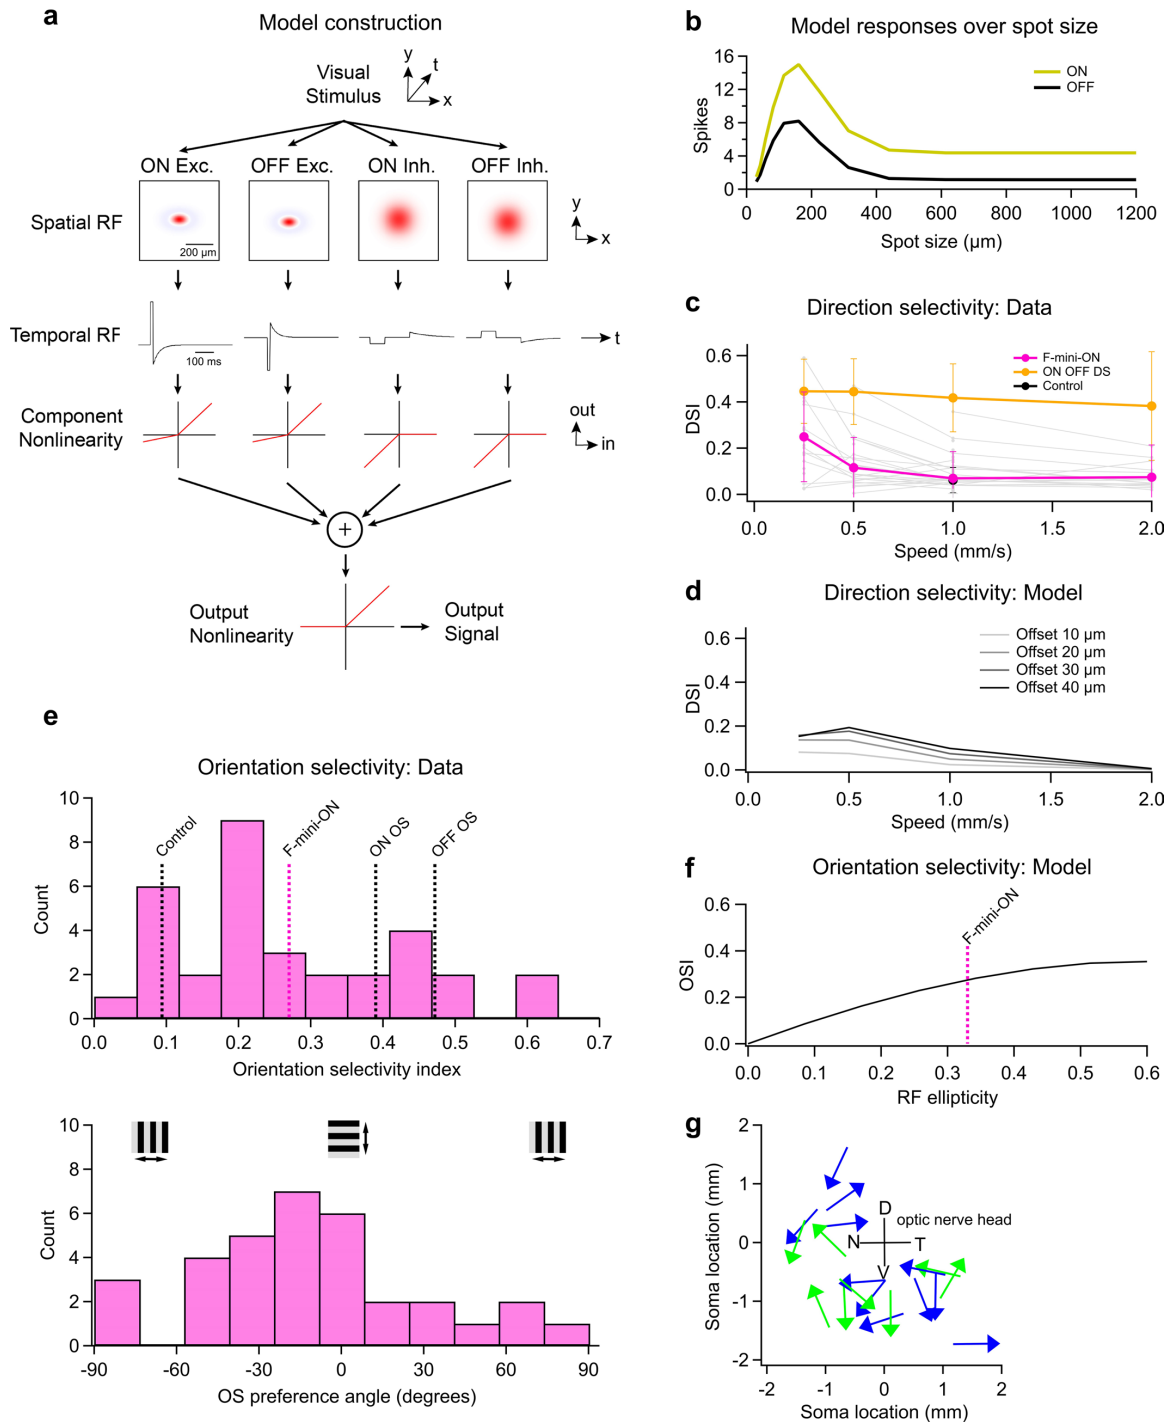 a
Model construction
Visual
Stimulus
y
t
x
ON Exc.
OFF Exc.
ON Inh.
OFF Inh.
Spatial RF
200 µm
y
x
Temporal RF
100 ms
t
Component
Nonlinearity
out
in
+
Output
Nonlinearity
Output
Signal
b
Model responses over spot size
16
12
8
4
0
Spikes
ON
OFF
0 200 400 600 800 1000 1200
Spot size (µm)
c
Direction selectivity: Data
0.6
0.4
0.2
0.0
DSI
F-mini-ON
ON OFF DS
Control
0.0 0.5 1.0 1.5 2.0
Speed (mm/s)
d
Direction selectivity: Model
0.6
0.4
0.2
0.0
DSI
Offset 10 µm
Offset 20 µm
Offset 30 µm
Offset 40 µm
0.0 0.5 1.0 1.5 2.0
Speed (mm/s)
e
Orientation selectivity: Data
10
8
6
4
2
0
Count
Control
F-mini-ON
ON OS
OFF OS
0.0 0.1 0.2 0.3 0.4 0.5 0.6 0.7
Orientation selectivity index
10
8
6
4
2
0
Count
-90 -60 -30 0 30 60 90
OS preference angle (degrees)
f
Orientation selectivity: Model
0.6
0.4
0.2
0.0
OSI
F-mini-ON
0.0 0.1 0.2 0.3 0.4 0.5 0.6
RF ellipticity
g
2
1
0
-1
-2
Soma location (mm)
D
optic nerve head
N
T
V
-2 -1 0 1 2
Soma location (mm)